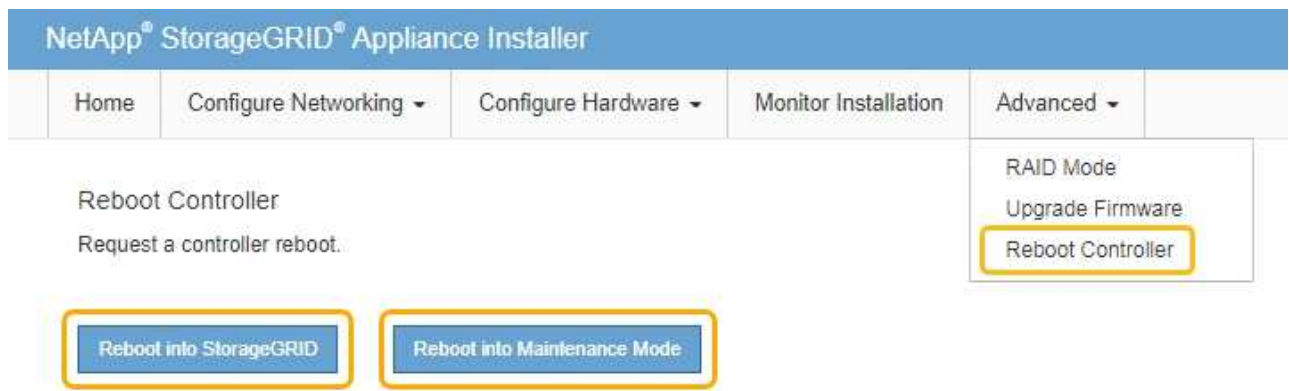 NetApp® StorageGRID® Appliance Installer
Home Configure Networking Configure Hardware Monitor Installation Advanced
RAID Mode
Upgrade Firmware
Reboot Controller
Reboot Controller
Request a controller reboot.
Reboot into StorageGRID Reboot into Maintenance Mode